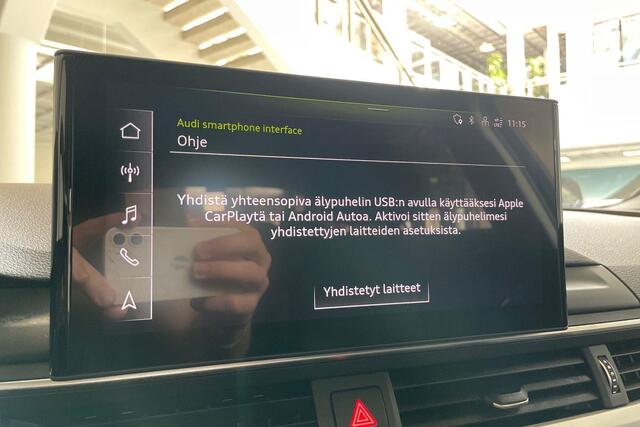 Audi smartphone interface
11:15
Ohje
Yhdistä yhteensopiva älypuhelin USB:n avulla käyttääksesi Apple
CarPlaytä tai Android Autoa. Aktivoi sitten älypuhelimesi
yhdistettyjen laitteiden asetuksista.
Yhdistetyt laitteet